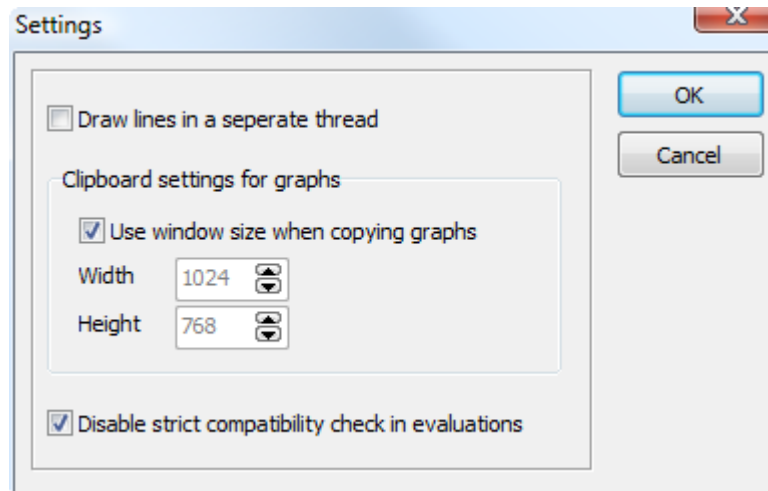 Settings
Draw lines in a seperate thread
OK
Cancel
Clipboard settings for graphs
Use window size when copying graphs
Width 1024
Height 768
Disable strict compatibility check in evaluations